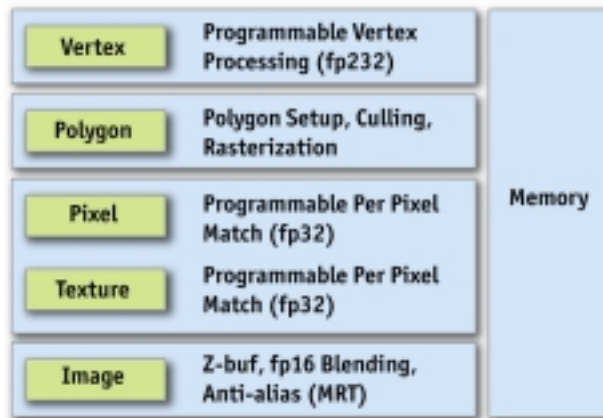 Vertex
Programmable Vertex
Processing (fp232)
Polygon
Polygon Setup, Culling,
Rasterization
Pixel
Programmable Per Pixel
Match (fp32)
Texture
Programmable Per Pixel
Match (fp32)
Image
Z-buf, fp16 Blending,
Anti-alias (MRT)
Memory